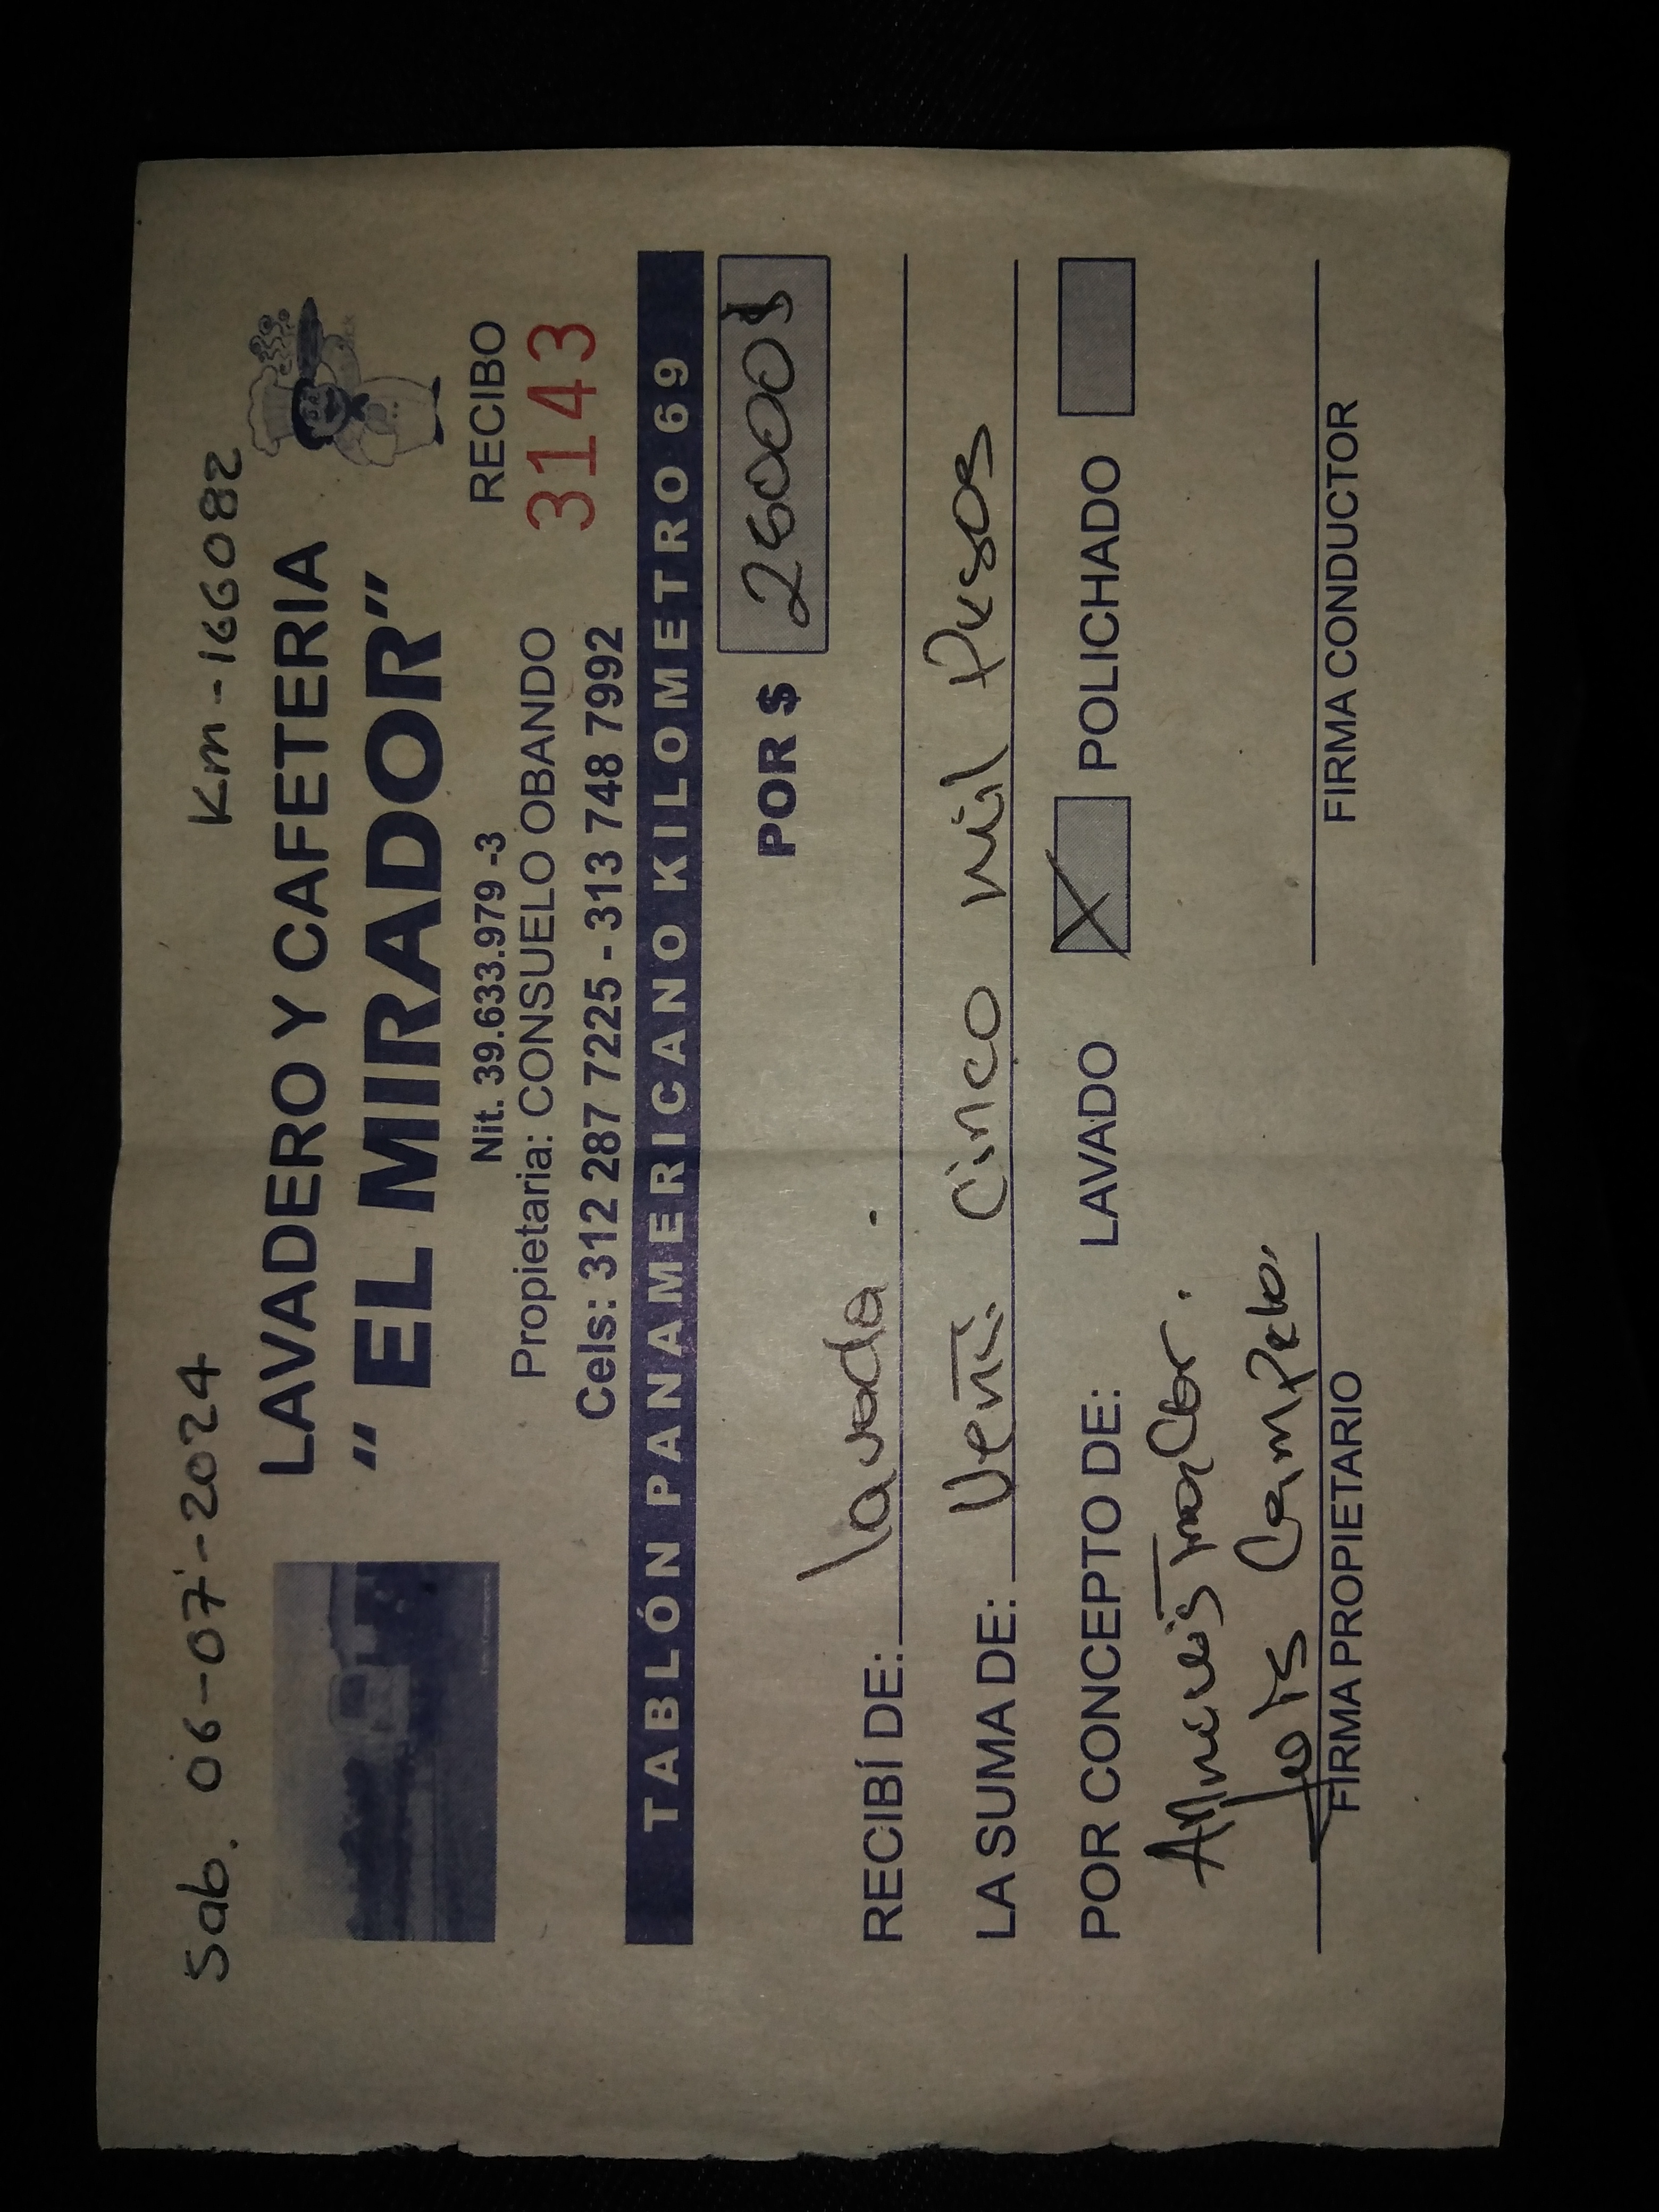 Sab. 06-07-2024 Km-166082
LAVADERO Y CAFETERIA
" EL MIRADOR"
Nit. 39.633.979 -3
Propietaria: CONSUELO OBANDO
Cels: 312 287 7225 - 313 748 7992
RECIBO
3143
TABLÓN PANAMERICANO KILOMETRO 69
POR $ 25000
RECIBÍ DE: lavada.
LA SUMA DE: Venti Cinco mil Pesos
POR CONCEPTO DE: LAVADO X POLICHADO
FIRMA PROPIETARIO
FIRMA CONDUCTOR